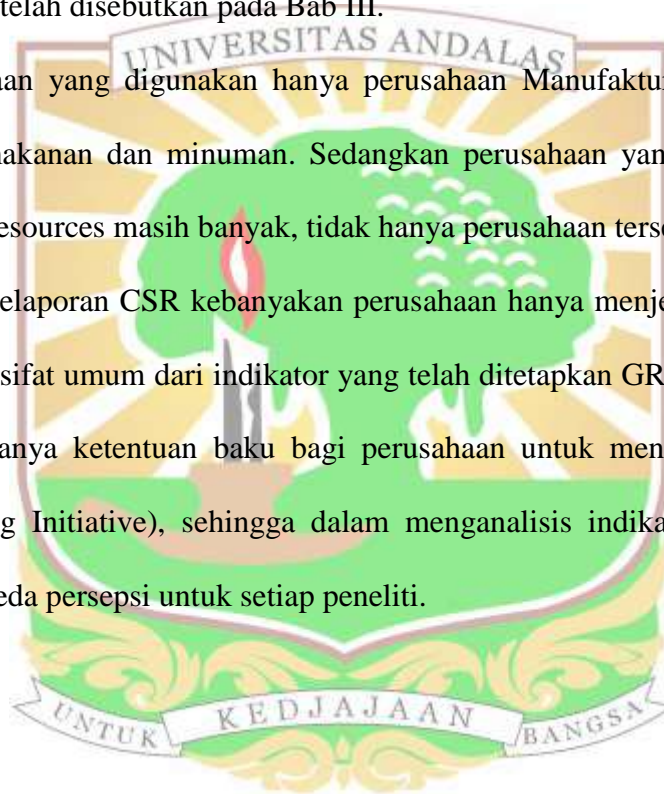 telah disebutkan pada Bab III.
UNIVERSITAS ANDALAS
aan yang digunakan hanya perusahaan Manufaktur
makanan dan minuman. Sedangkan perusahaan yan
esources masih banyak, tidak hanya perusahaan terse
elaporan CSR kebanyakan perusahaan hanya menje
sifat umum dari indikator yang telah ditetapkan GR
anya ketentuan baku bagi perusahaan untuk men
g Initiative), sehingga dalam menganalisis indika
eda persepsi untuk setiap peneliti.
UNTUK KEDJAJAAN BANGSA